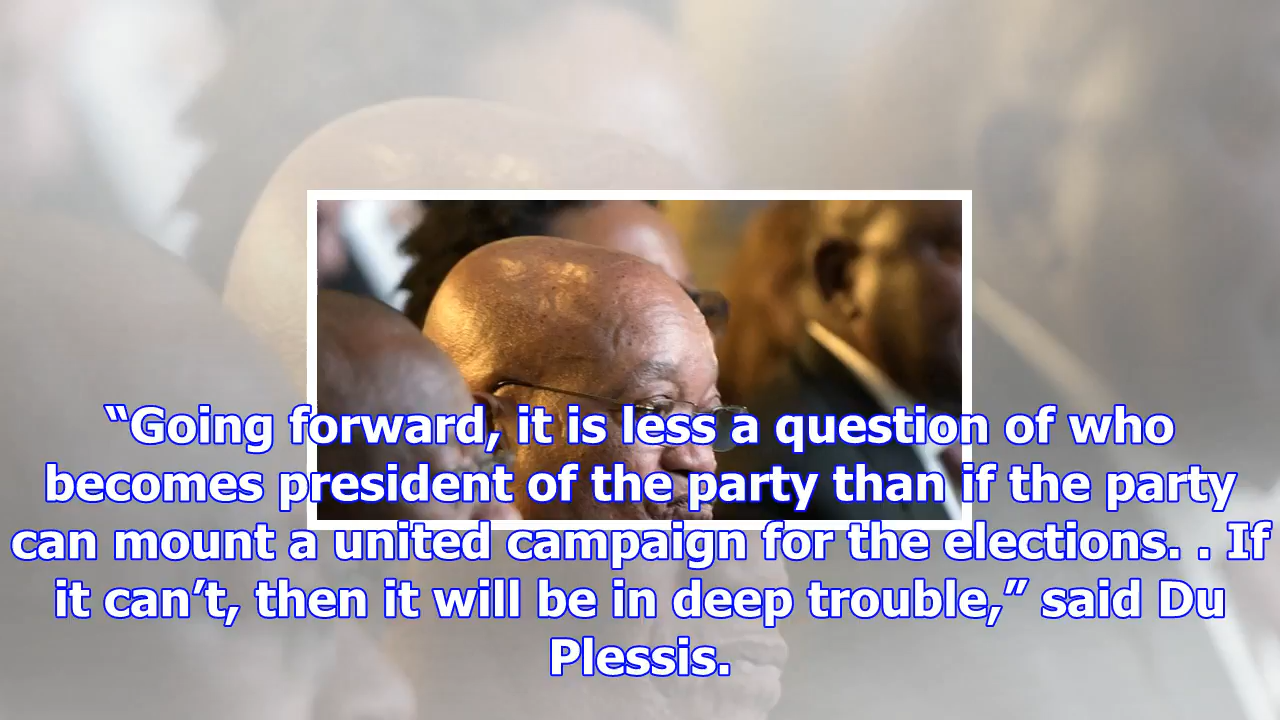 “Going forward, it is less a question of who
becomes president of the party than if the party
can mount a united campaign for the elections. . If
it can’t, then it will be in deep trouble,” said Du
Plessis.